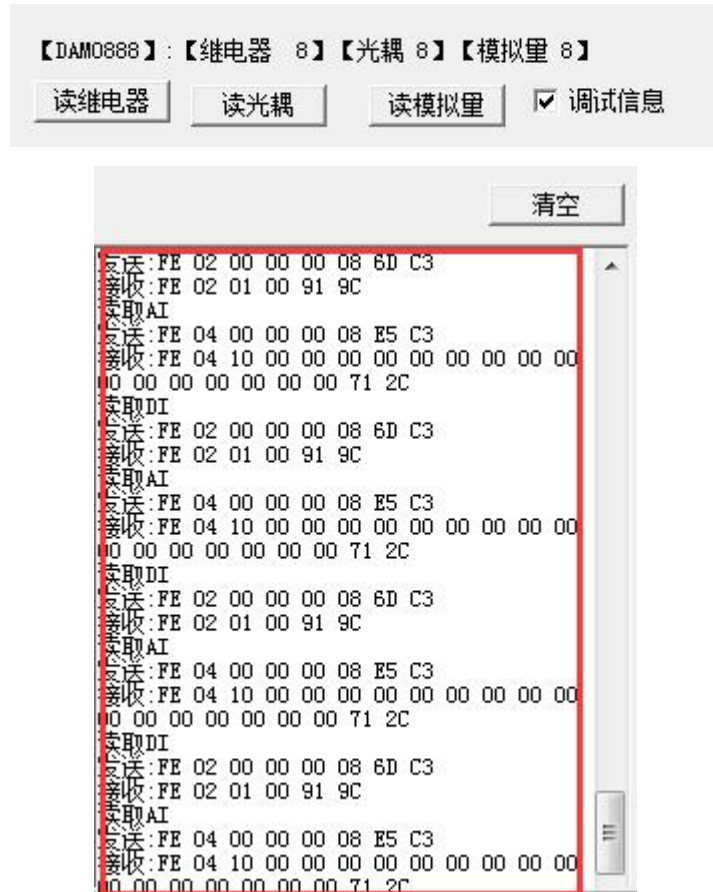 【DAM0888】:【继电器 8】【光耦 8】【模拟量 8】
读继电器 读光耦 读模拟量 调试信息
清空
发送:FE 02 00 00 00 08 6D C3
接收:FE 02 01 00 91 9C
读取AI
发送:FE 04 00 00 00 08 E5 C3
接收:FE 04 10 00 00 00 00 00 00 00 00 00
00 00 00 00 00 00 00 71 2C
读取DI
发送:FE 02 00 00 00 08 6D C3
接收:FE 02 01 00 91 9C
读取AI
发送:FE 04 00 00 00 08 E5 C3
接收:FE 04 10 00 00 00 00 00 00 00 00 00
00 00 00 00 00 00 00 71 2C
读取DI
发送:FE 02 00 00 00 08 6D C3
接收:FE 02 01 00 91 9C
读取AI
发送:FE 04 00 00 00 08 E5 C3
接收:FE 04 10 00 00 00 00 00 00 00 00 00
00 00 00 00 00 00 00 71 2C
读取DI
发送:FE 02 00 00 00 08 6D C3
接收:FE 02 01 00 91 9C
读取AI
发送:FE 04 00 00 00 08 E5 C3
接收:FE 04 10 00 00 00 00 00 00 00 00 00
00 00 00 00 00 00 00 71 2C